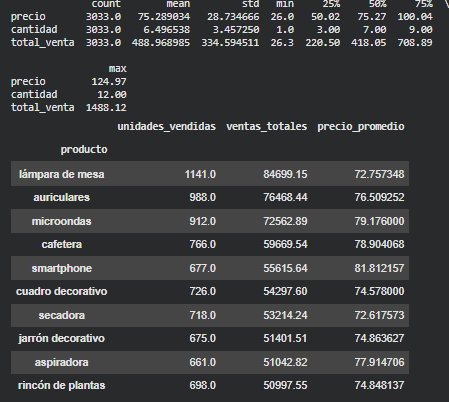 count mean std min 25% 50% 75% \
precio 3033.0 75.289034 28.734666 26.0 50.02 75.27 100.04
cantidad 3033.0 6.496538 3.457250 1.0 3.00 7.00 9.00
total_venta 3033.0 488.968985 334.594511 26.3 220.50 418.05 708.89
max
precio 124.97
cantidad 12.00
total_venta 1488.12
unidades_vendidas ventas_totales precio_promedio
producto
lámpara de mesa 1141.0 84699.15 72.757348
auriculares 988.0 76468.44 76.509252
microondas 912.0 72562.89 79.176000
cafetera 766.0 59669.54 78.904068
smartphone 677.0 55615.64 81.812157
cuadro decorativo 726.0 54297.60 74.578000
secadora 718.0 53214.24 72.617573
jarrón decorativo 675.0 51401.51 74.863627
aspiradora 661.0 51042.82 77.914706
rincón de plantas 698.0 50997.55 74.848137